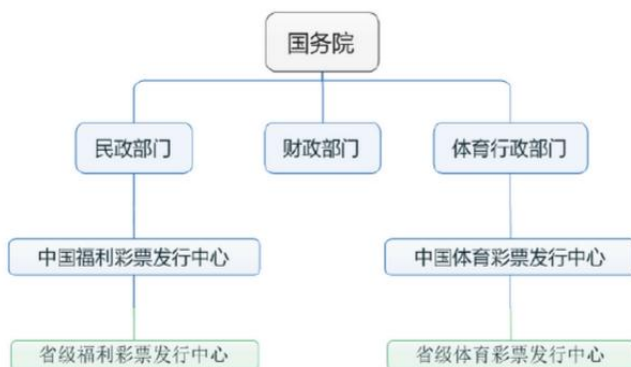 国务院
民政部门
财政部门
体育行政部门
中国福利彩票发行中心
中国体育彩票发行中心
省级福利彩票发行中心
省级体育彩票发行中心